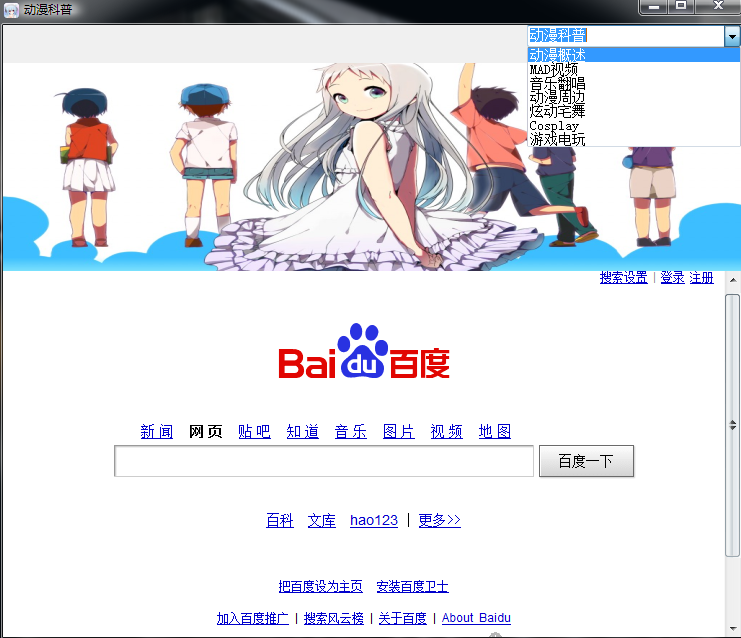 动漫科普
动漫科普
动漫概述
MAD视频
音乐翻唱
动漫周边
炫动宅舞
Cosplay
游戏电玩
搜索设置 | 登录 注册
Bai du 百度
新闻 网页 贴吧 知道 音乐 图片 视频 地图
百度一下
百科 文库 hao123 | 更多>>
把百度设为主页 安装百度卫士
加入百度推广 | 搜索风云榜 | 关于百度 | About Baidu